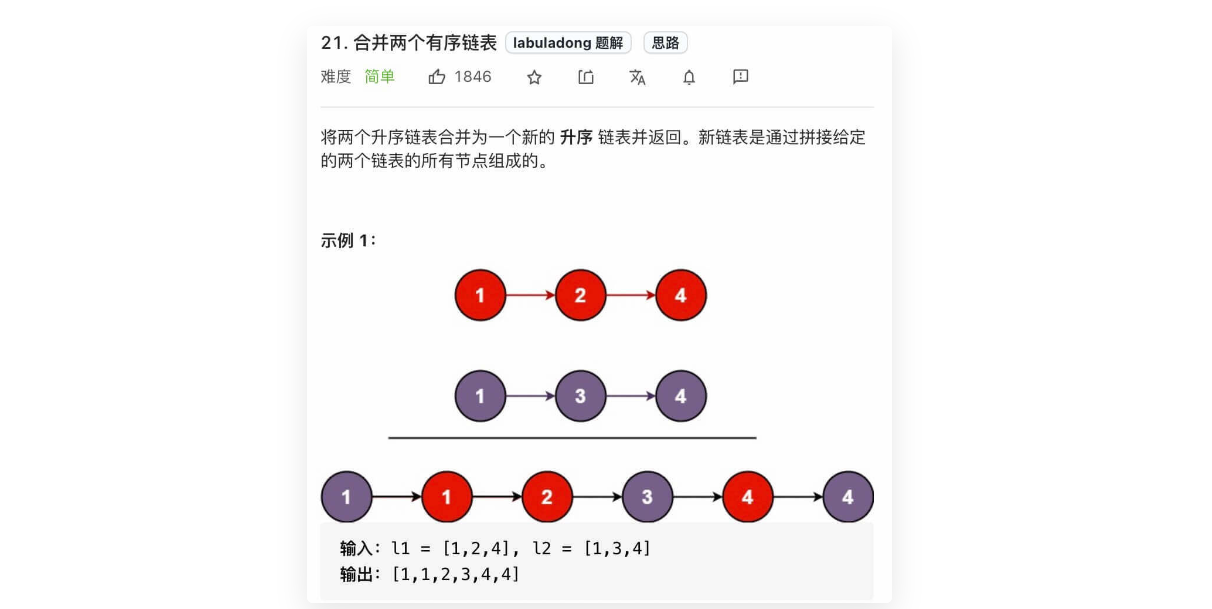 21. 合并两个有序链表 labuladong 题解 思路
难度 简单 1846
将两个升序链表合并为一个新的 升序 链表并返回。新链表是通过拼接给定
的两个链表的所有节点组成的。
示例 1：
1 2 4
1 3 4
1 1 2 3 4 4
输入：l1 = [1,2,4], l2 = [1,3,4]
输出：[1,1,2,3,4,4]